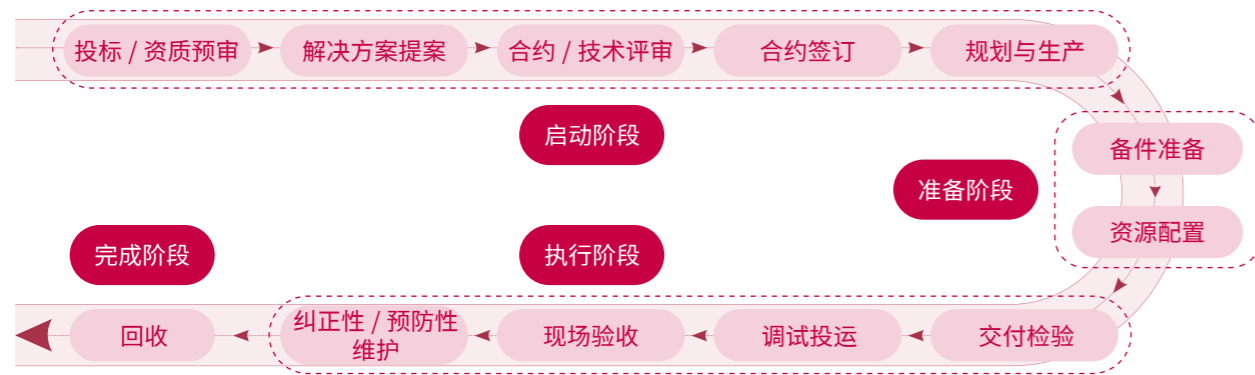 投标 / 资质预审
解决方案提案
合约 / 技术评审
合约签订
规划与生产
启动阶段
备件准备
准备阶段
资源配置
完成阶段
执行阶段
回收
纠正性 / 预防性
维护
现场验收
调试投运
交付检验